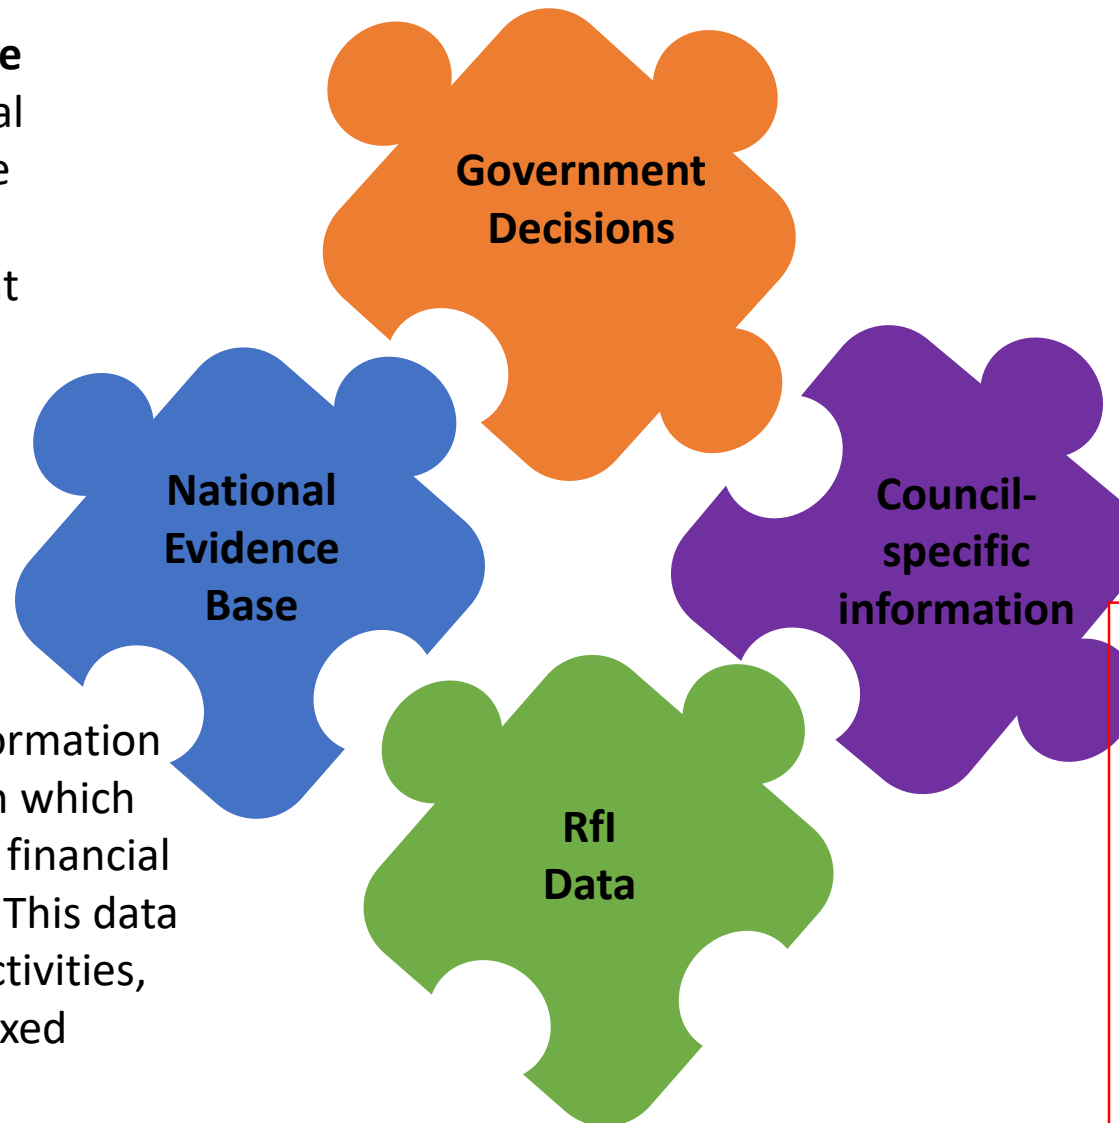 e
al
e
t
Government
Decisions
National
Evidence
Base
Council-
specific
information
ormation
which
financial
This data
ctivities,
xed
RfI
Data